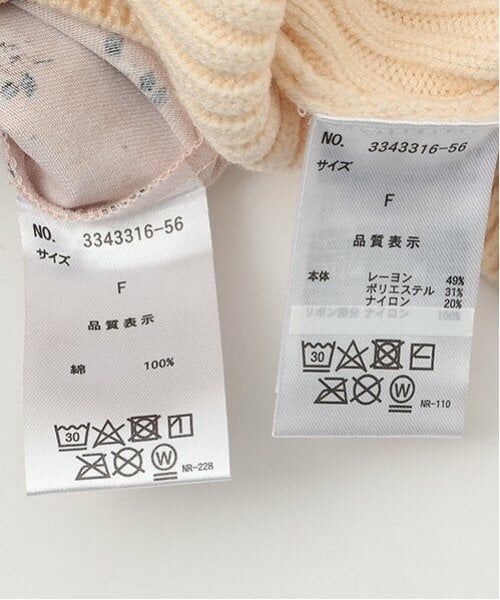 NO. 3343316-56
サイズ
F
品質表示
綿 100%
30
W
NR-228
NO. 3343316-56
サイズ
F
品質表示
本体 レーヨン 49%
ポリエステル 31%
ナイロン 20%
リボン部分 ナイロン 100%
30
W
NR-110